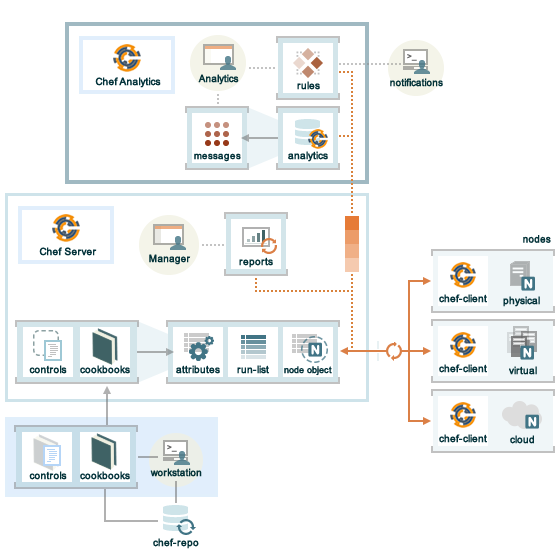 Chef Analytics
Analytics
rules
notifications
messages
analytics
Chef Server
Manager
reports
nodes
chef-client
physical
controls
cookbooks
attributes
run-list
node object
chef-client
virtual
chef-client
cloud
controls
cookbooks
workstation
chef-repo